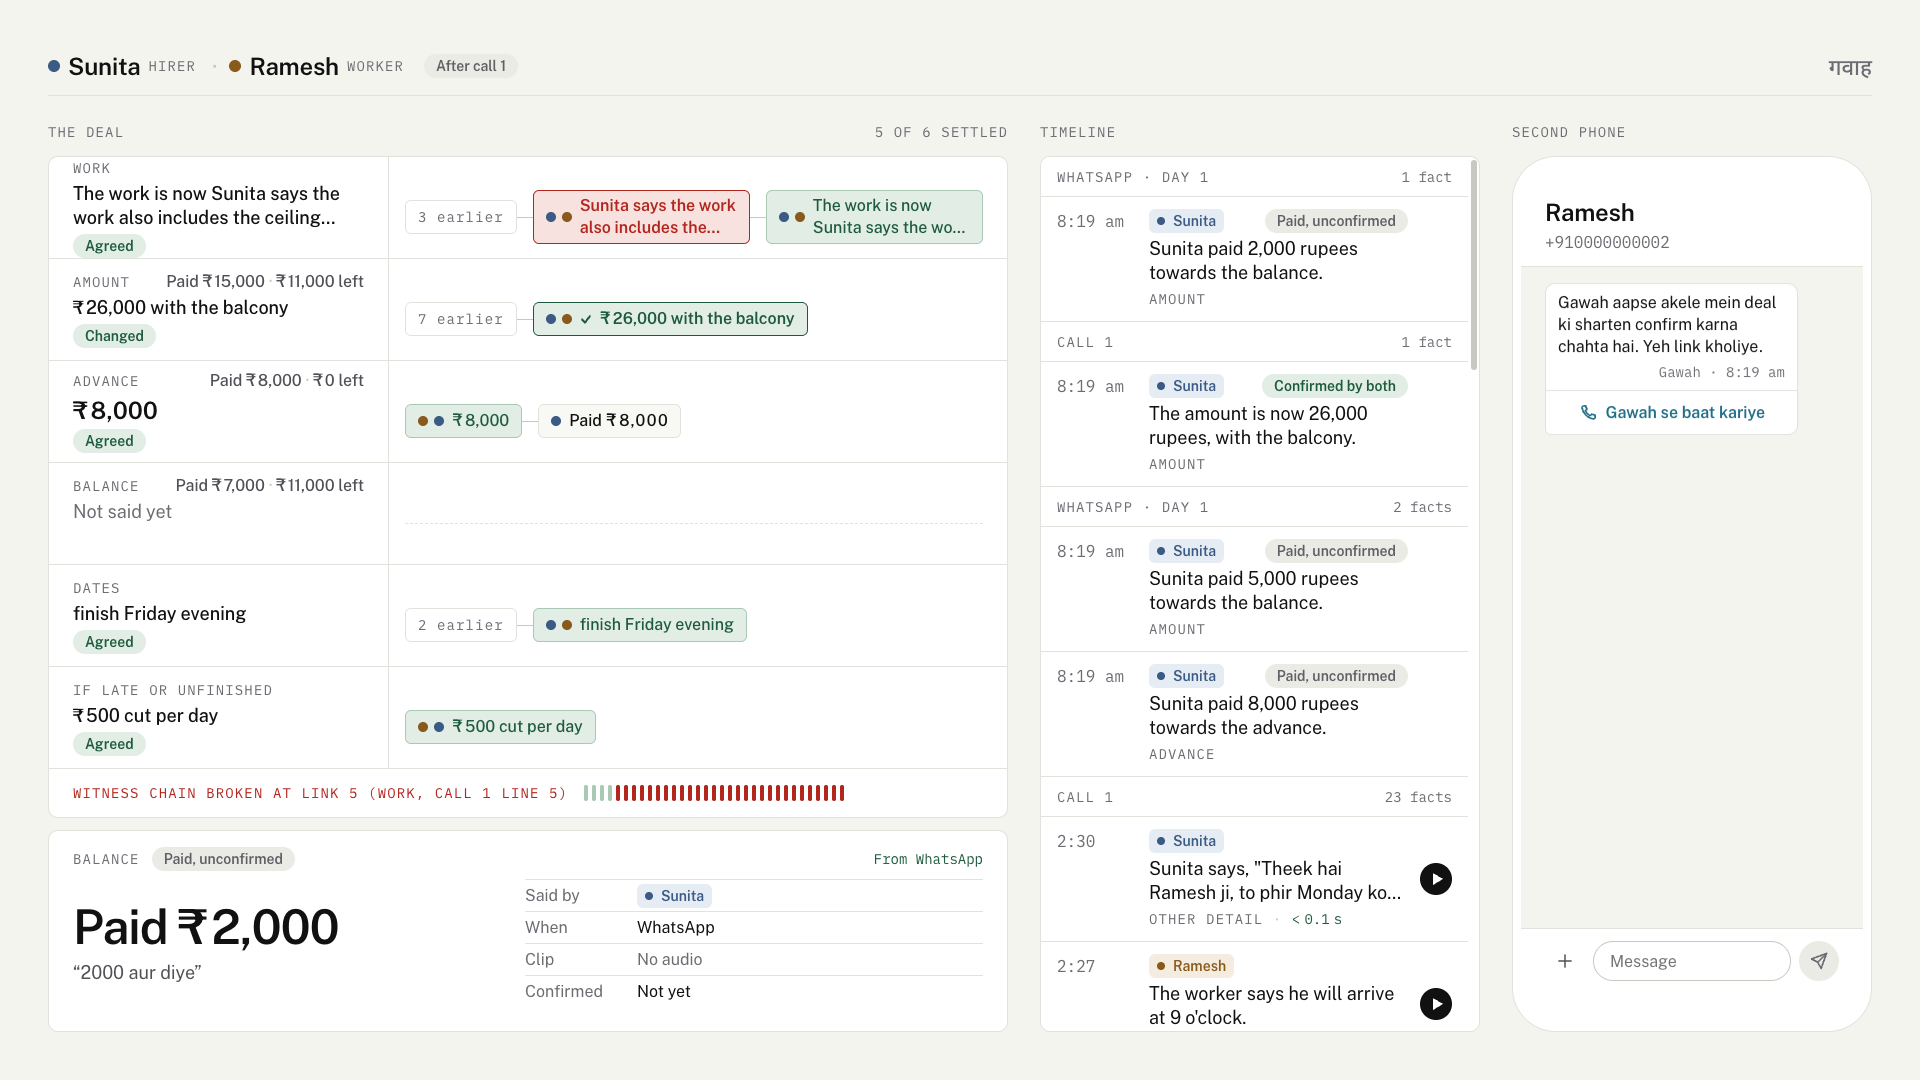 Sunita HIRER · Ramesh WORKER After call 1
गवाह
THE DEAL
5 OF 6 SETTLED
WORK
The work is now Sunita says the
work also includes the ceiling...
Agreed
3 earlier
Sunita says the work
also includes the...
The work is now
Sunita says the wo...
AMOUNT
Paid ₹15,000 · ₹11,000 left
₹26,000 with the balcony
Changed
7 earlier
✓ ₹26,000 with the balcony
ADVANCE
Paid ₹8,000 · ₹0 left
₹8,000
Agreed
₹8,000
Paid ₹8,000
BALANCE
Paid ₹7,000 · ₹11,000 left
Not said yet
DATES
finish Friday evening
Agreed
2 earlier
finish Friday evening
IF LATE OR UNFINISHED
₹500 cut per day
Agreed
₹500 cut per day
WITNESS CHAIN BROKEN AT LINK 5 (WORK, CALL 1 LINE 5)
BALANCE
Paid, unconfirmed
From WhatsApp
Paid ₹2,000
“2000 aur diye”
Said by Sunita
When WhatsApp
Clip No audio
Confirmed Not yet
TIMELINE
WHATSAPP · DAY 1
1 fact
8:19 am
Sunita
Paid, unconfirmed
Sunita paid 2,000 rupees
towards the balance.
AMOUNT
CALL 1
1 fact
8:19 am
Sunita
Confirmed by both
The amount is now 26,000
rupees, with the balcony.
AMOUNT
WHATSAPP · DAY 1
2 facts
8:19 am
Sunita
Paid, unconfirmed
Sunita paid 5,000 rupees
towards the balance.
AMOUNT
8:19 am
Sunita
Paid, unconfirmed
Sunita paid 8,000 rupees
towards the advance.
ADVANCE
CALL 1
23 facts
2:30
Sunita
Sunita says, "Theek hai
Ramesh ji, to phir Monday ko...
OTHER DETAIL · <0.1 s
2:27
Ramesh
The worker says he will arrive
at 9 o'clock.
SECOND PHONE
Ramesh
+910000000002
Gawah aapse akele mein deal
ki sharten confirm karna
chahta hai. Yeh link kholiye.
Gawah · 8:19 am
Gawah se baat kariye
Message